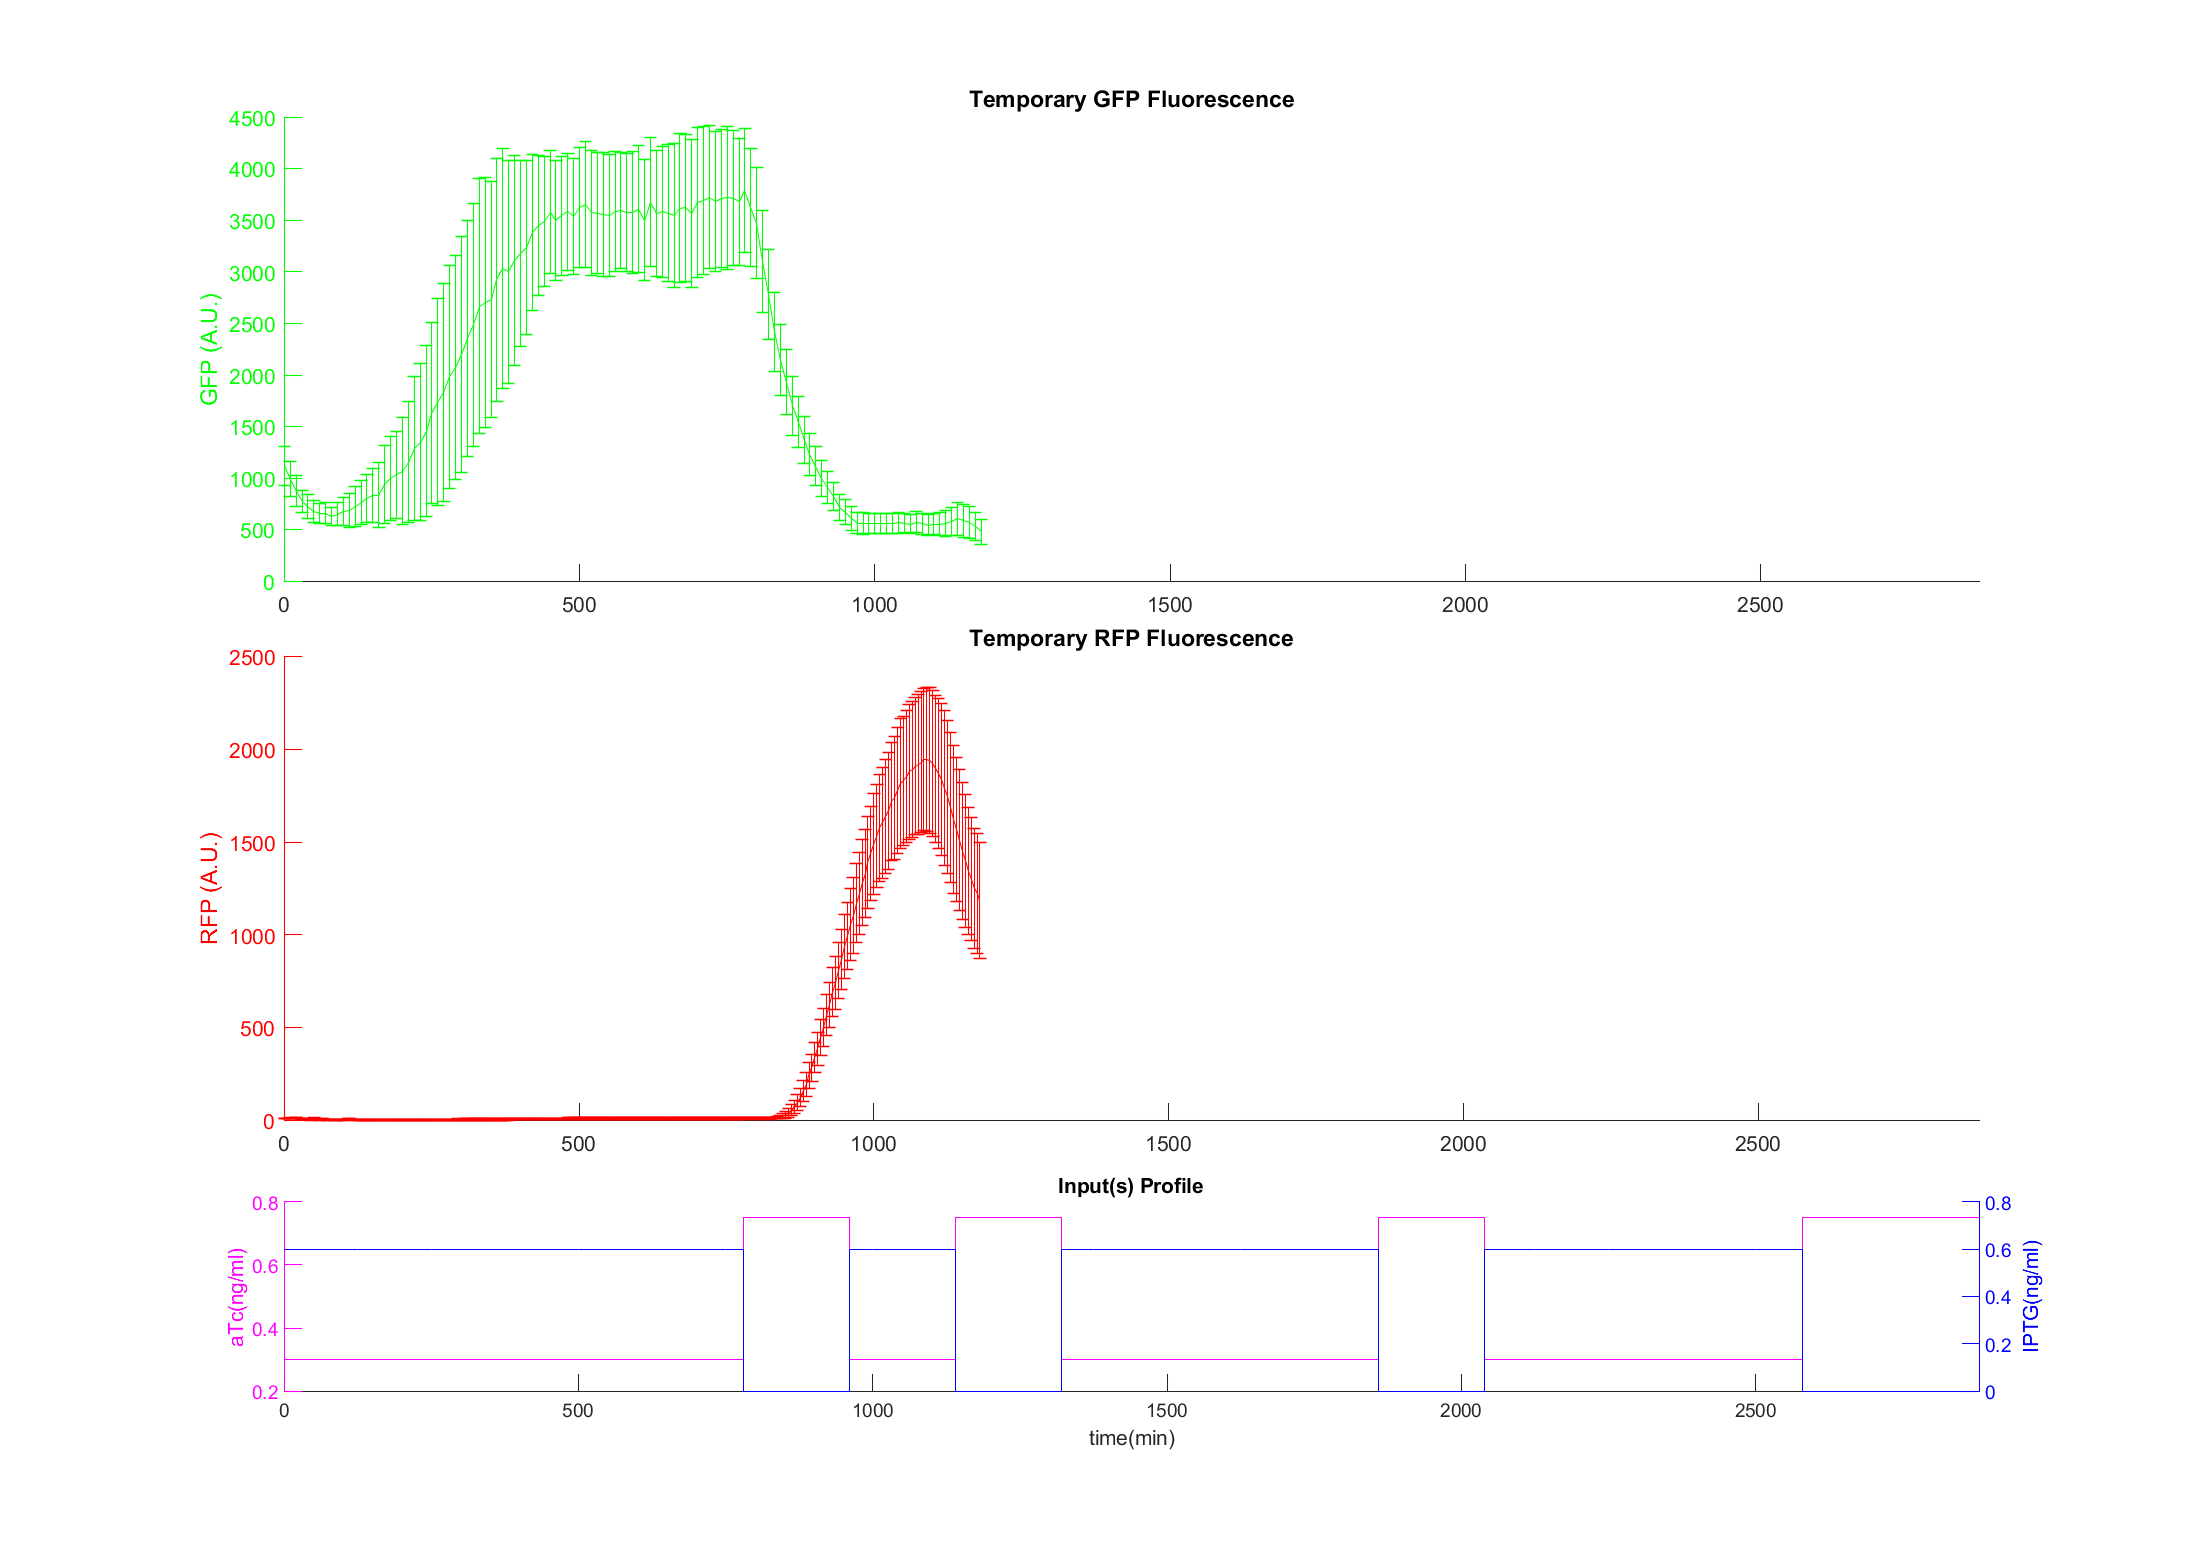 Temporary GFP Fluorescence
4500
4000
3500
3000
2500
2000
1500
1000
500
0
GFP (A.U.)
0 500 1000 1500 2000 2500
Temporary RFP Fluorescence
2500
2000
1500
1000
500
0
RFP (A.U.)
0 500 1000 1500 2000 2500
Input(s) Profile
0.8
0.6
0.4
0.2
aTc(ng/ml)
0.8
0.6
0.4
0.2
0
IPTG(ng/ml)
0 500 1000 1500 2000 2500
time(min)